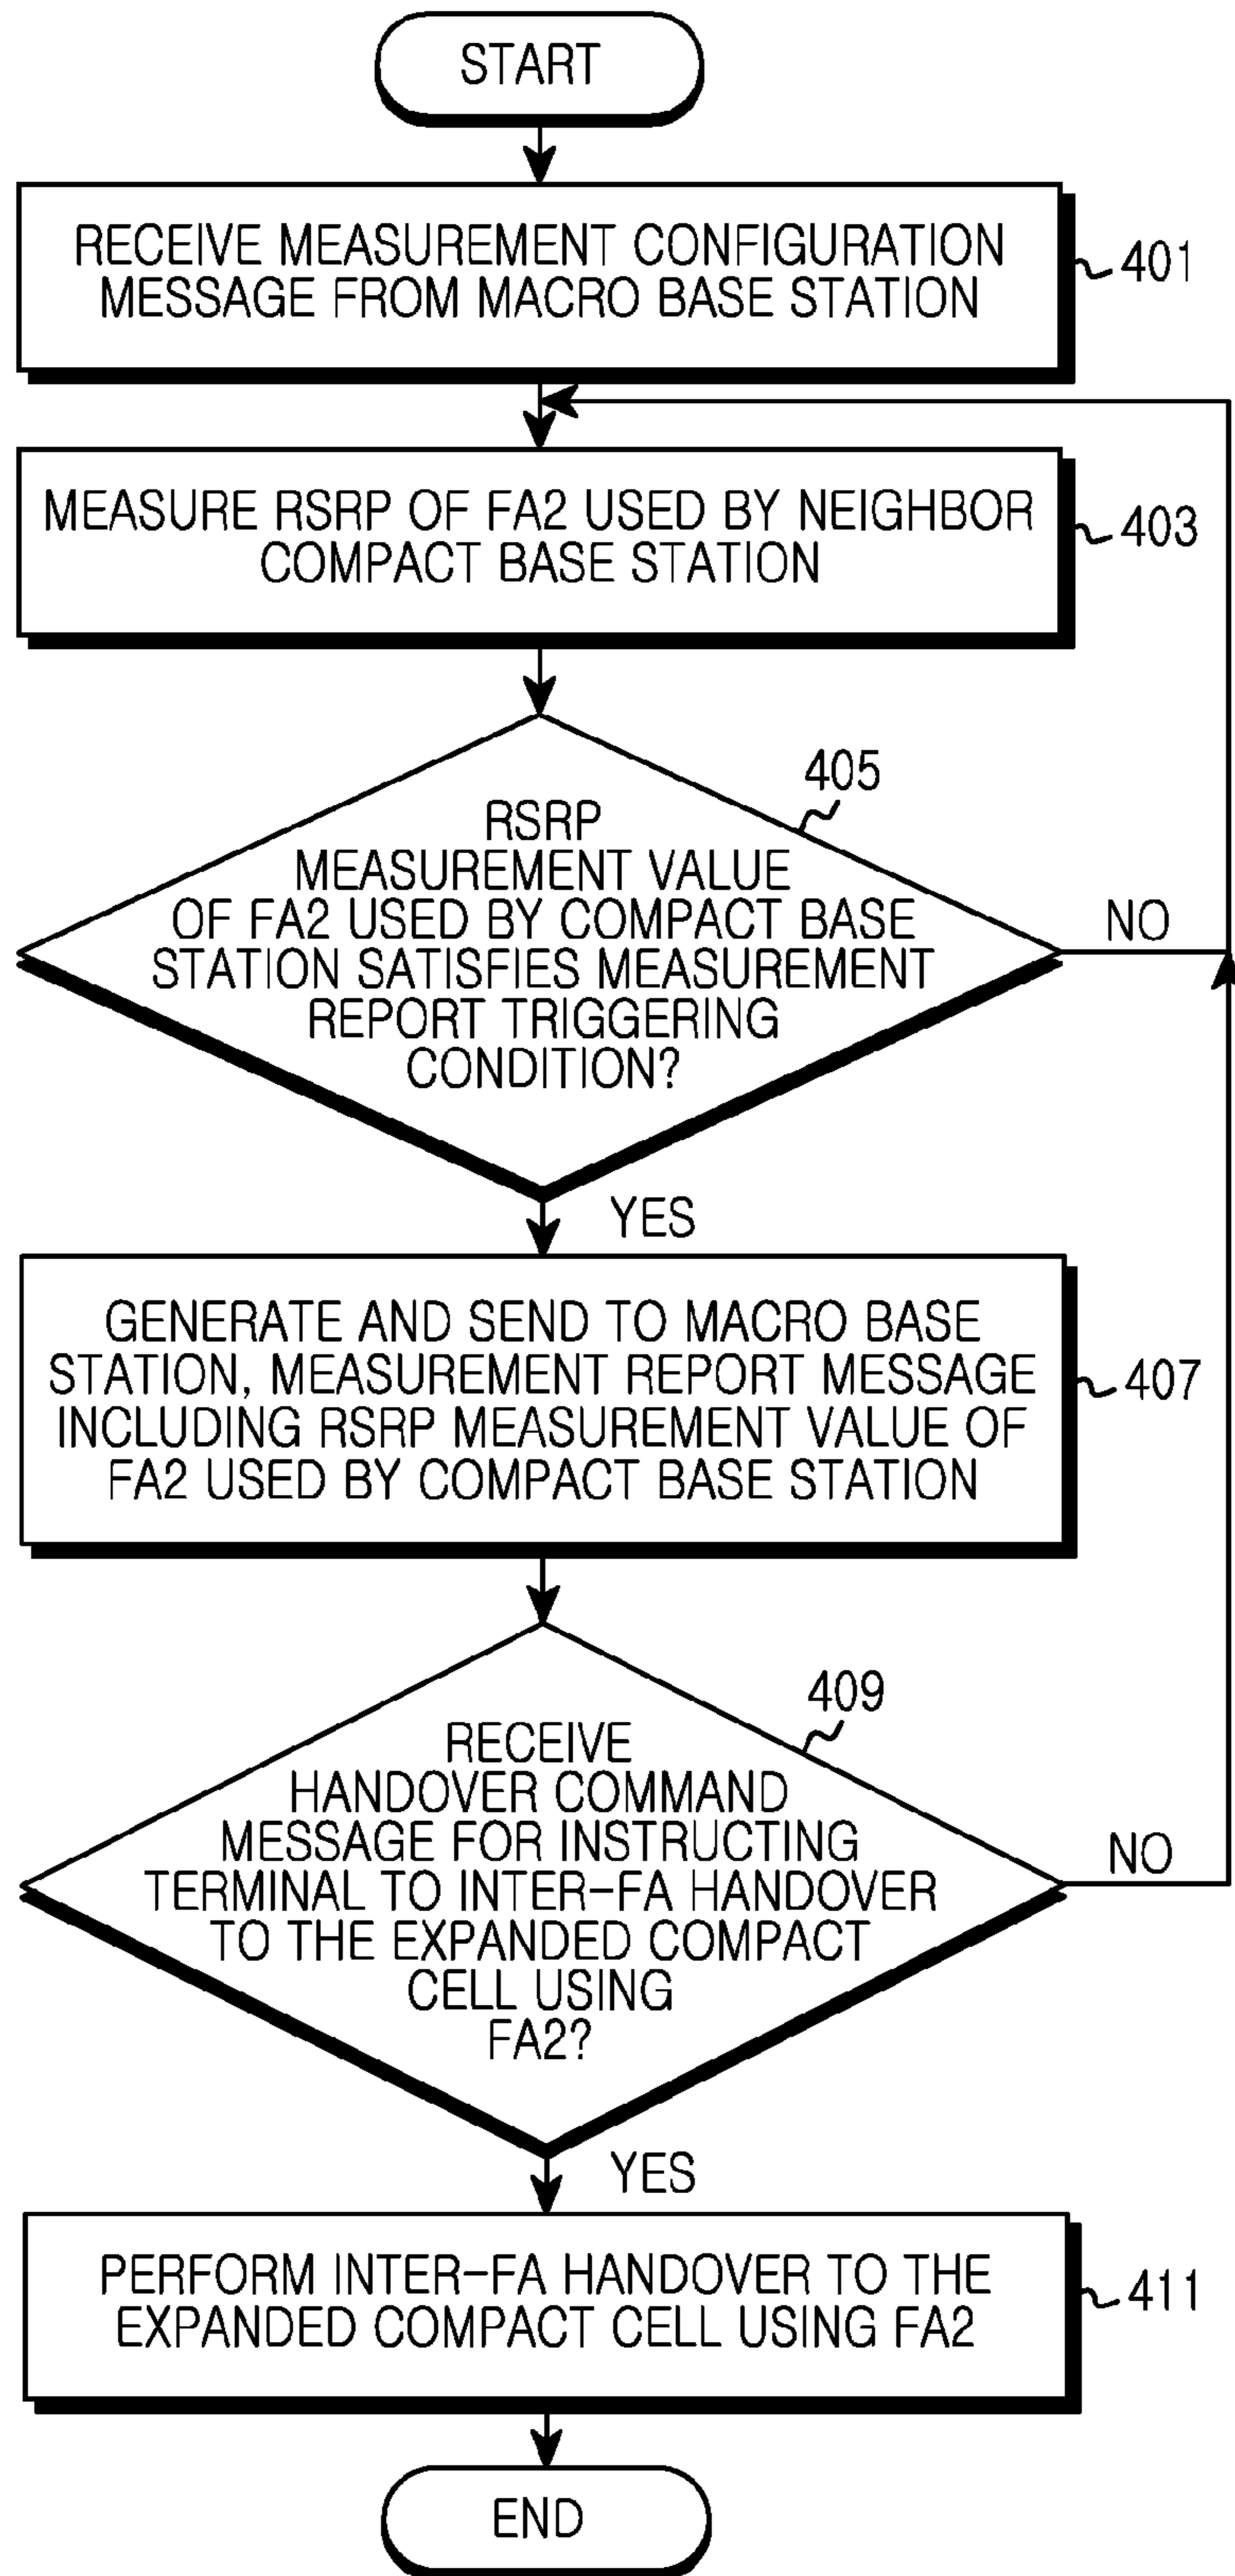 START
RECEIVE MEASUREMENT CONFIGURATION
MESSAGE FROM MACRO BASE STATION
401
MEASURE RSRP OF FA2 USED BY NEIGHBOR
COMPACT BASE STATION
403
405
RSRP
MEASUREMENT VALUE
OF FA2 USED BY COMPACT BASE
STATION SATISFIES MEASUREMENT
REPORT TRIGGERING
CONDITION?
NO
YES
GENERATE AND SEND TO MACRO BASE
STATION, MEASUREMENT REPORT MESSAGE
INCLUDING RSRP MEASUREMENT VALUE OF
FA2 USED BY COMPACT BASE STATION
407
409
RECEIVE
HANDOVER COMMAND
MESSAGE FOR INSTRUCTING
TERMINAL TO INTER-FA HANDOVER
TO THE EXPANDED COMPACT
CELL USING
FA2?
NO
YES
PERFORM INTER-FA HANDOVER TO THE
EXPANDED COMPACT CELL USING FA2
411
END